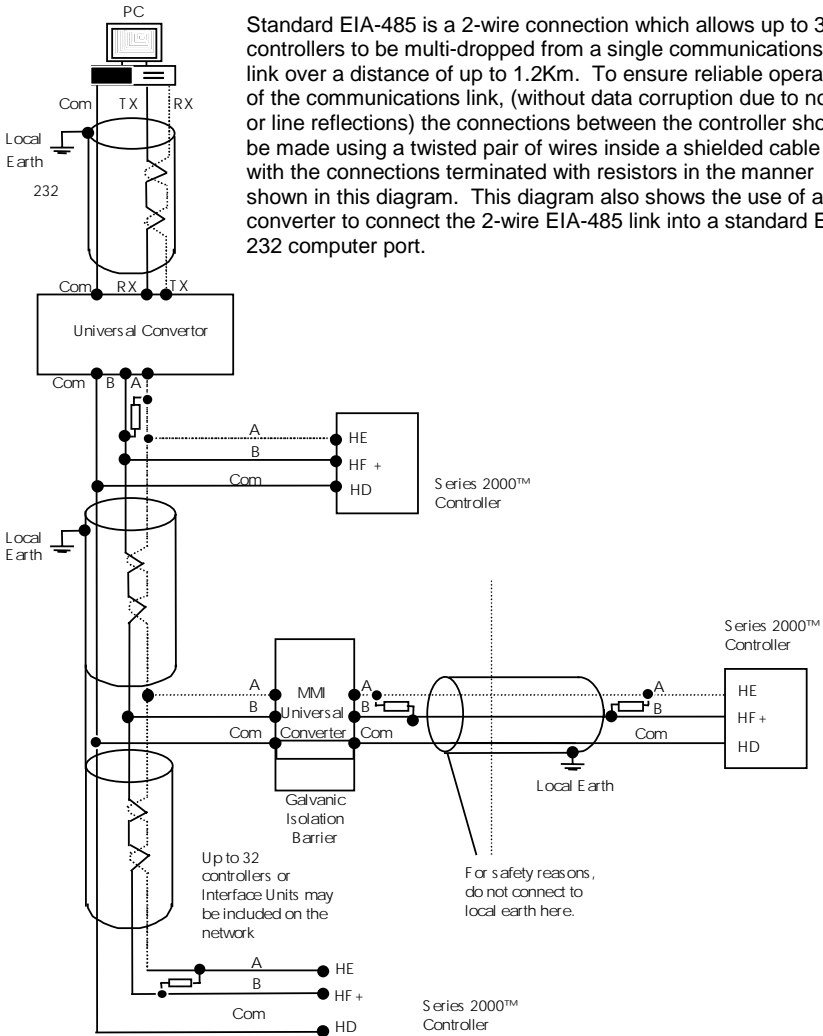 PC
Standard EIA-485 is a 2-wire connection which allows up to
controllers to be multi-dropped from a single communications
link over a distance of up to 1.2Km. To ensure reliable
of the communications link, (without data corruption due to
or line reflections) the connections between the controller
be made using a twisted pair of wires inside a shielded cable
with the connections terminated with resistors in the manner
shown in this diagram. This diagram also shows the use of a
converter to connect the 2-wire EIA-485 link into a standard
232 computer port.
Com TX RX
Local
Earth
232
Com RX TX
Universal Convertor
Com B A
A HE
B HF +
Com HD
Series 2000™
Controller
Local
Earth
Series 2000™
Controller
A MMI A A HE
B Universal B B HF +
Com Converter Com Com HD
Local Earth
Galvanic
Isolation
Barrier
Up to 32
controllers or
Interface Units may
be included on the
network
For safety reasons,
do not connect to
local earth here.
A HE
B HF +
Com HD
Series 2000™
Controller